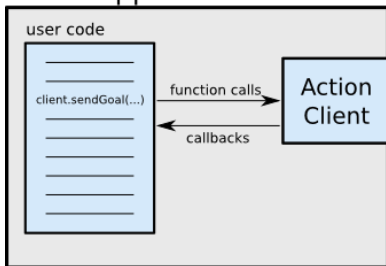 user code
client.sendGoal(...)
function calls
callbacks
Action
Client